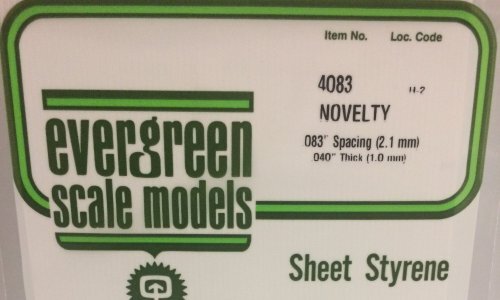 Item No. Loc. Code
4083 H-2
NOVELTY
.083" Spacing (2.1 mm)
.040" Thick (1.0 mm)
evergreen
scale models
Sheet Styrene